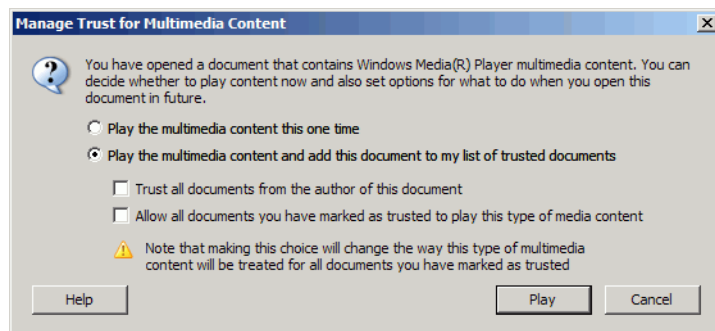 Manage Trust for Multimedia Content
You have opened a document that contains Windows Media(R) Player multimedia content. You can
decide whether to play content now and also set options for what to do when you open this
document in future.
Play the multimedia content this one time
Play the multimedia content and add this document to my list of trusted documents
Trust all documents from the author of this document
Allow all documents you have marked as trusted to play this type of media content
Note that making this choice will change the way this type of multimedia
content will be treated for all documents you have marked as trusted
Help Play Cancel